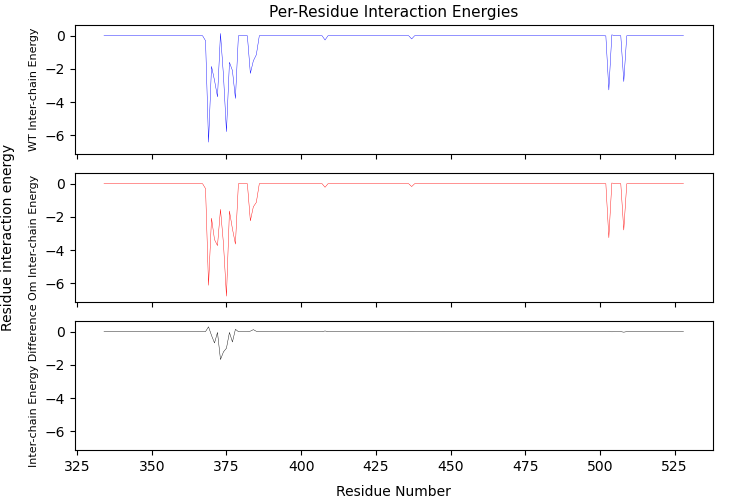 Per-Residue Interaction Energies
Residue interaction energy
WT Inter-chain Energy
0
−2
−4
−6
Om Inter-chain Energy
0
−2
−4
−6
Inter-chain Energy Difference
0
−2
−4
−6
325 350 375 400 425 450 475 500 525
Residue Number